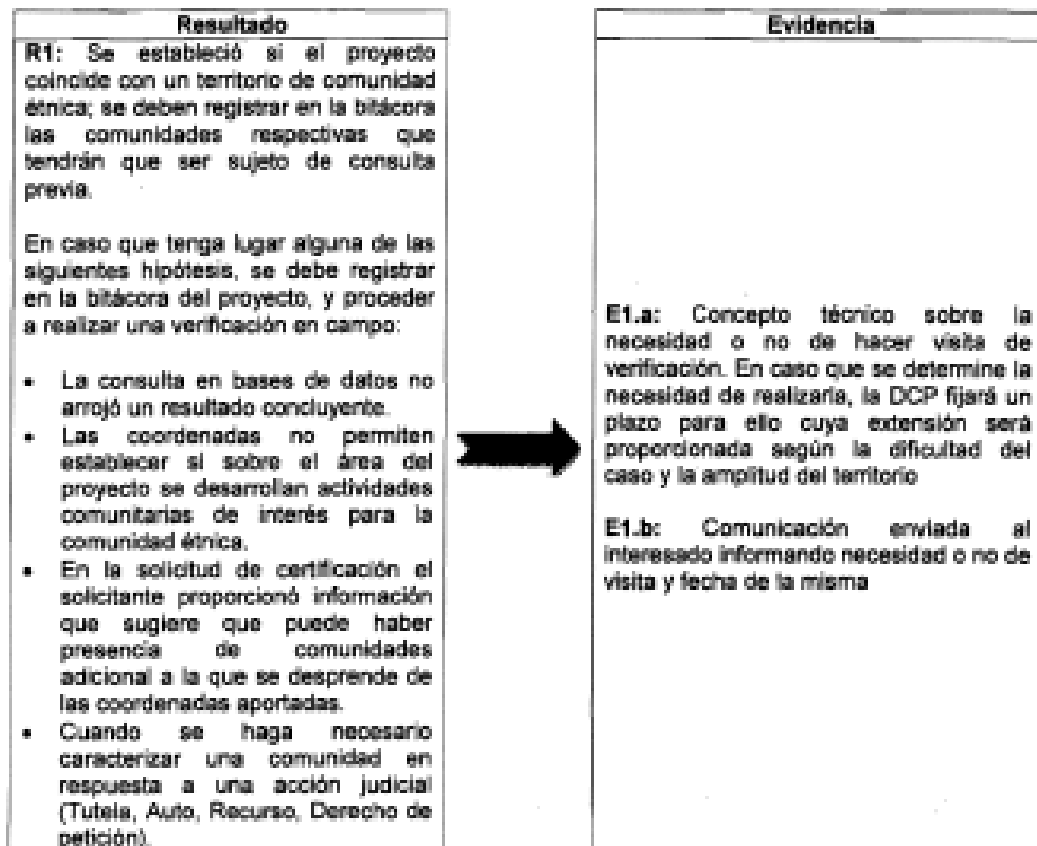 Resultado
R1: Se estableció si el proyecto
coincide con un territorio de comunidad
étnica; se deben registrar en la bitácora
las comunidades respectivas que
tendrán que ser sujeto de consulta
previa.
En caso que tenga lugar alguna de las
siguientes hipótesis, se debe registrar
en la bitácora del proyecto, y proceder
a realizar una verificación en campo:
• La consulta en bases de datos no
arrojó un resultado concluyente.
• Las coordenadas no permiten
establecer si sobre el área del
proyecto se desarrollan actividades
comunitarias de interés para la
comunidad étnica.
• En la solicitud de certificación el
solicitante proporcionó información
que sugiere que puede haber
presencia de comunidades
adicional a la que se desprende de
las coordenadas aportadas.
• Cuando se haga necesario
caracterizar una comunidad en
respuesta a una acción judicial
(Tutela, Auto, Recurso, Derecho de
petición).
Evidencia
E1.a: Concepto técnico sobre la
necesidad o no de hacer visita de
verificación. En caso que se determine la
necesidad de realizarla, la DCP fijará un
plazo para ello cuya extensión será
proporcionada según la dificultad del
caso y la amplitud del territorio
E1.b: Comunicación enviada al
interesado informando necesidad o no de
visita y fecha de la misma